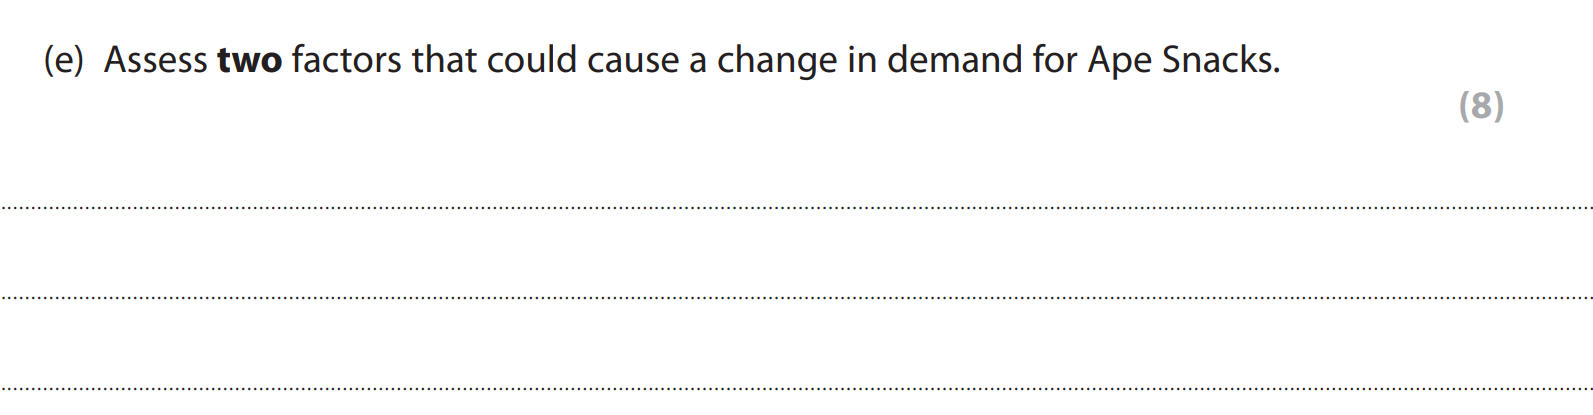 (e) Assess two factors that could cause a change in demand for Ape Snacks.
(8)